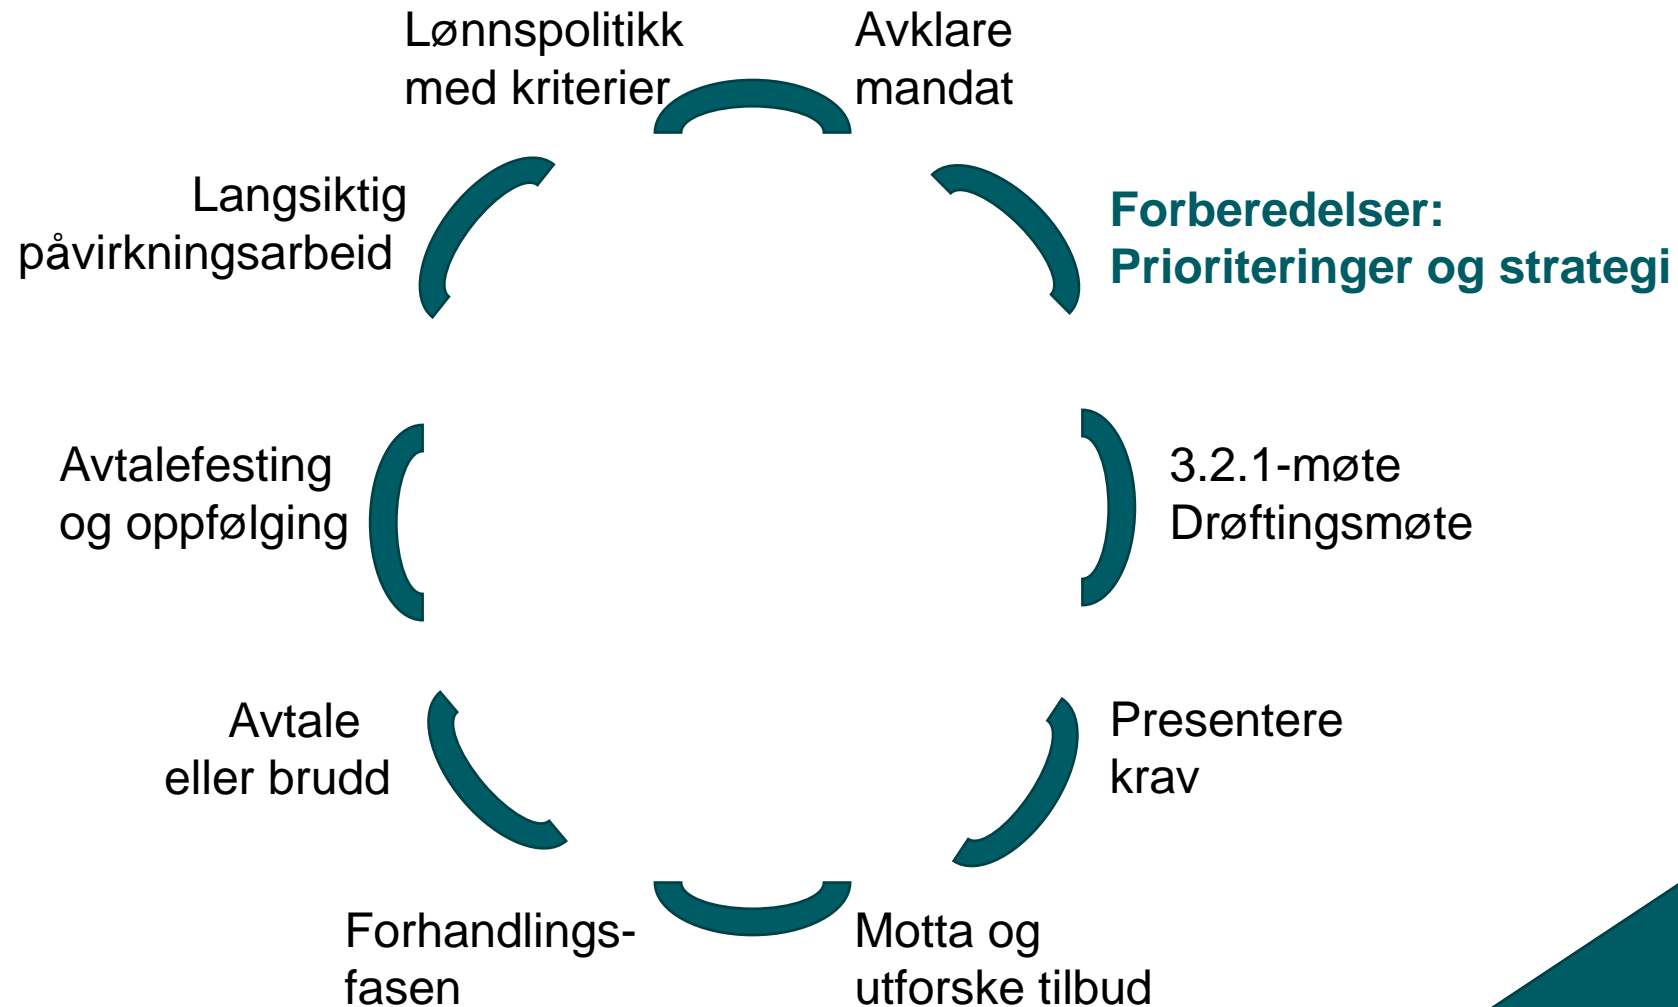 Lønnspolitikk
med kriterier
Avklare
mandat
Forberedelser:
Prioriteringer og strategi
3.2.1-møte
Drøftingsmøte
Presentere
krav
Motta og
utforske tilbud
Forhandlings-
fasen
Avtale
eller brudd
Avtalefesting
og oppfølging
Langsiktig
påvirkningsarbeid